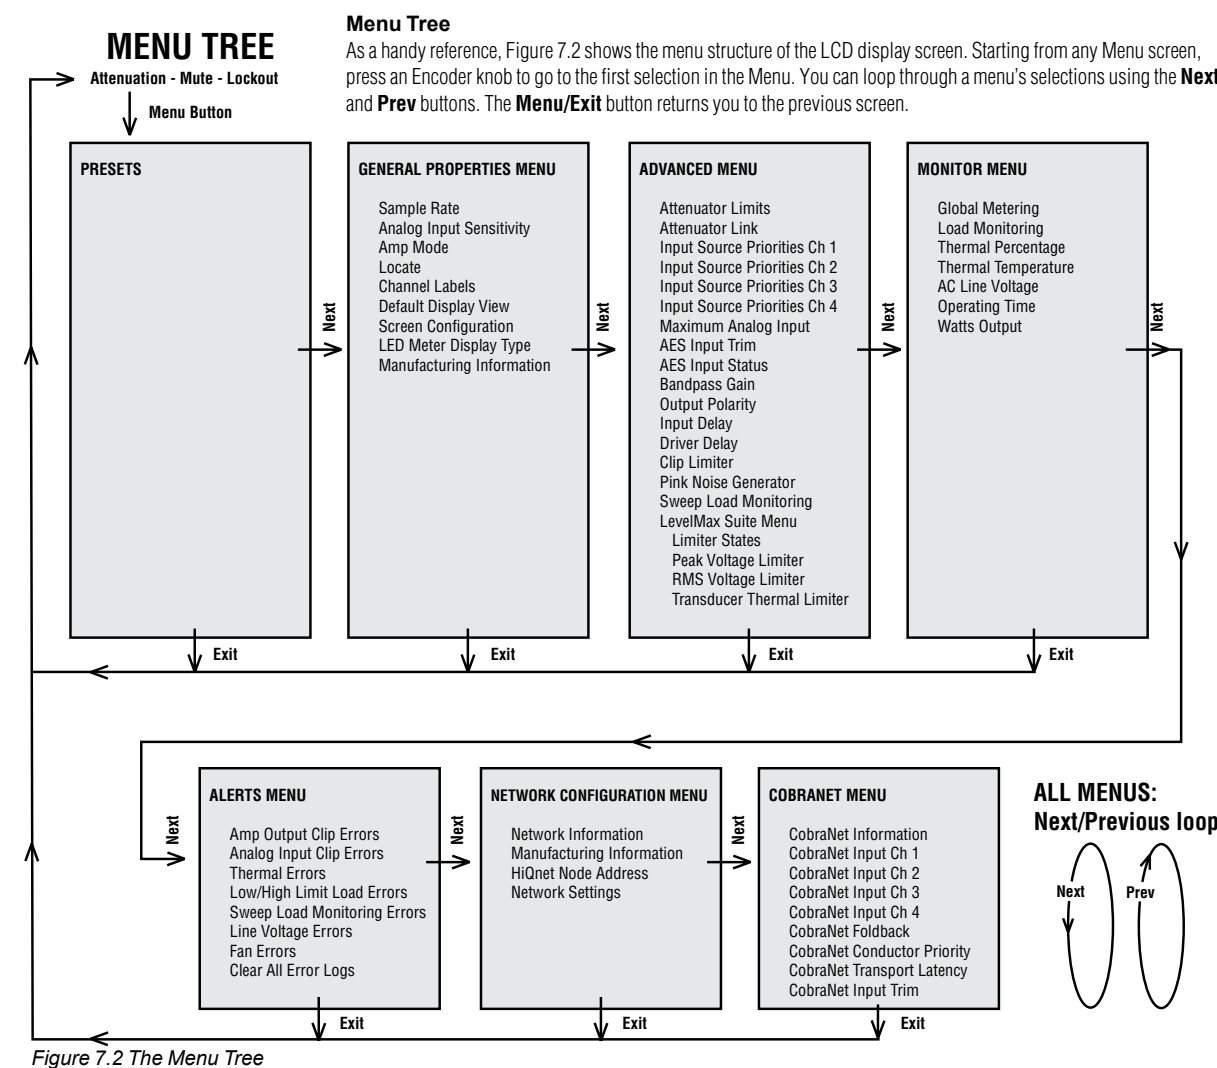 MENU TREE
Attenuation - Mute - Lockout
Menu Button
Menu Tree
As a handy reference, Figure 7.2 shows the menu structure of the LCD display screen. Starting from any Menu screen,
press an Encoder knob to go to the first selection in the Menu. You can loop through a menu's selections using the Next
and Prev buttons. The Menu/Exit button returns you to the previous screen.
PRESETS
Next
Exit
GENERAL PROPERTIES MENU
Sample Rate
Analog Input Sensitivity
Amp Mode
Locate
Channel Labels
Default Display View
Screen Configuration
LED Meter Display Type
Manufacturing Information
Next
Exit
ADVANCED MENU
Attenuator Limits
Attenuator Link
Input Source Priorities Ch 1
Input Source Priorities Ch 2
Input Source Priorities Ch 3
Input Source Priorities Ch 4
Maximum Analog Input
AES Input Trim
AES Input Status
Bandpass Gain
Output Polarity
Input Delay
Driver Delay
Clip Limiter
Pink Noise Generator
Sweep Load Monitoring
LevelMax Suite Menu
Limiter States
Peak Voltage Limiter
RMS Voltage Limiter
Transducer Thermal Limiter
Next
Exit
MONITOR MENU
Global Metering
Load Monitoring
Thermal Percentage
Thermal Temperature
AC Line Voltage
Operating Time
Watts Output
Next
Exit
Next
ALERTS MENU
Amp Output Clip Errors
Analog Input Clip Errors
Thermal Errors
Low/High Limit Load Errors
Sweep Load Monitoring Errors
Line Voltage Errors
Fan Errors
Clear All Error Logs
Next
Exit
NETWORK CONFIGURATION MENU
Network Information
Manufacturing Information
HiQnet Node Address
Network Settings
Next
Exit
COBRANET MENU
CobraNet Information
CobraNet Input Ch 1
CobraNet Input Ch 2
CobraNet Input Ch 3
CobraNet Input Ch 4
CobraNet Foldback
CobraNet Conductor Priority
CobraNet Transport Latency
CobraNet Input Trim
Exit
ALL MENUS:
Next/Previous loop
Next
Prev
Figure 7.2 The Menu Tree